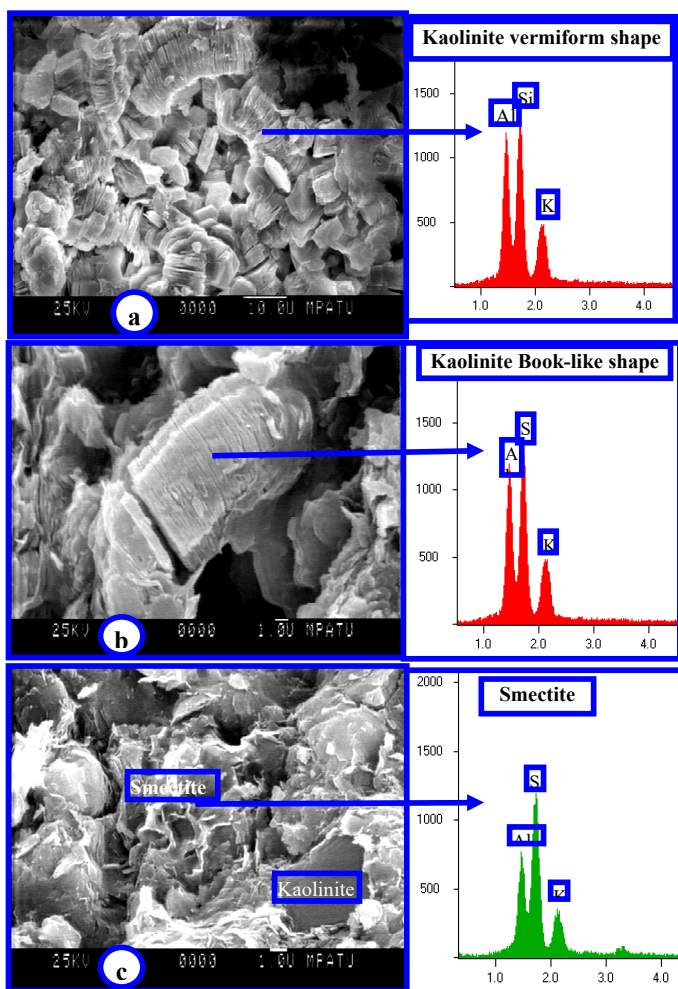 Kaolinite vermiform shape
1500
1000
500
Al
Si
K
1.0 2.0 3.0 4.0
25KV 0000 10.0U MPATU
a
Kaolinite Book-like shape
1500
1000
500
A
S
K
1.0 2.0 3.0 4.0
25KV 0000 1.0U MPATU
b
Smectite
2000
1500
1000
500
S
Al
K
1.0 2.0 3.0 4.0
Smectite
Kaolinite
25KV 0000 1.0U MPATU
c